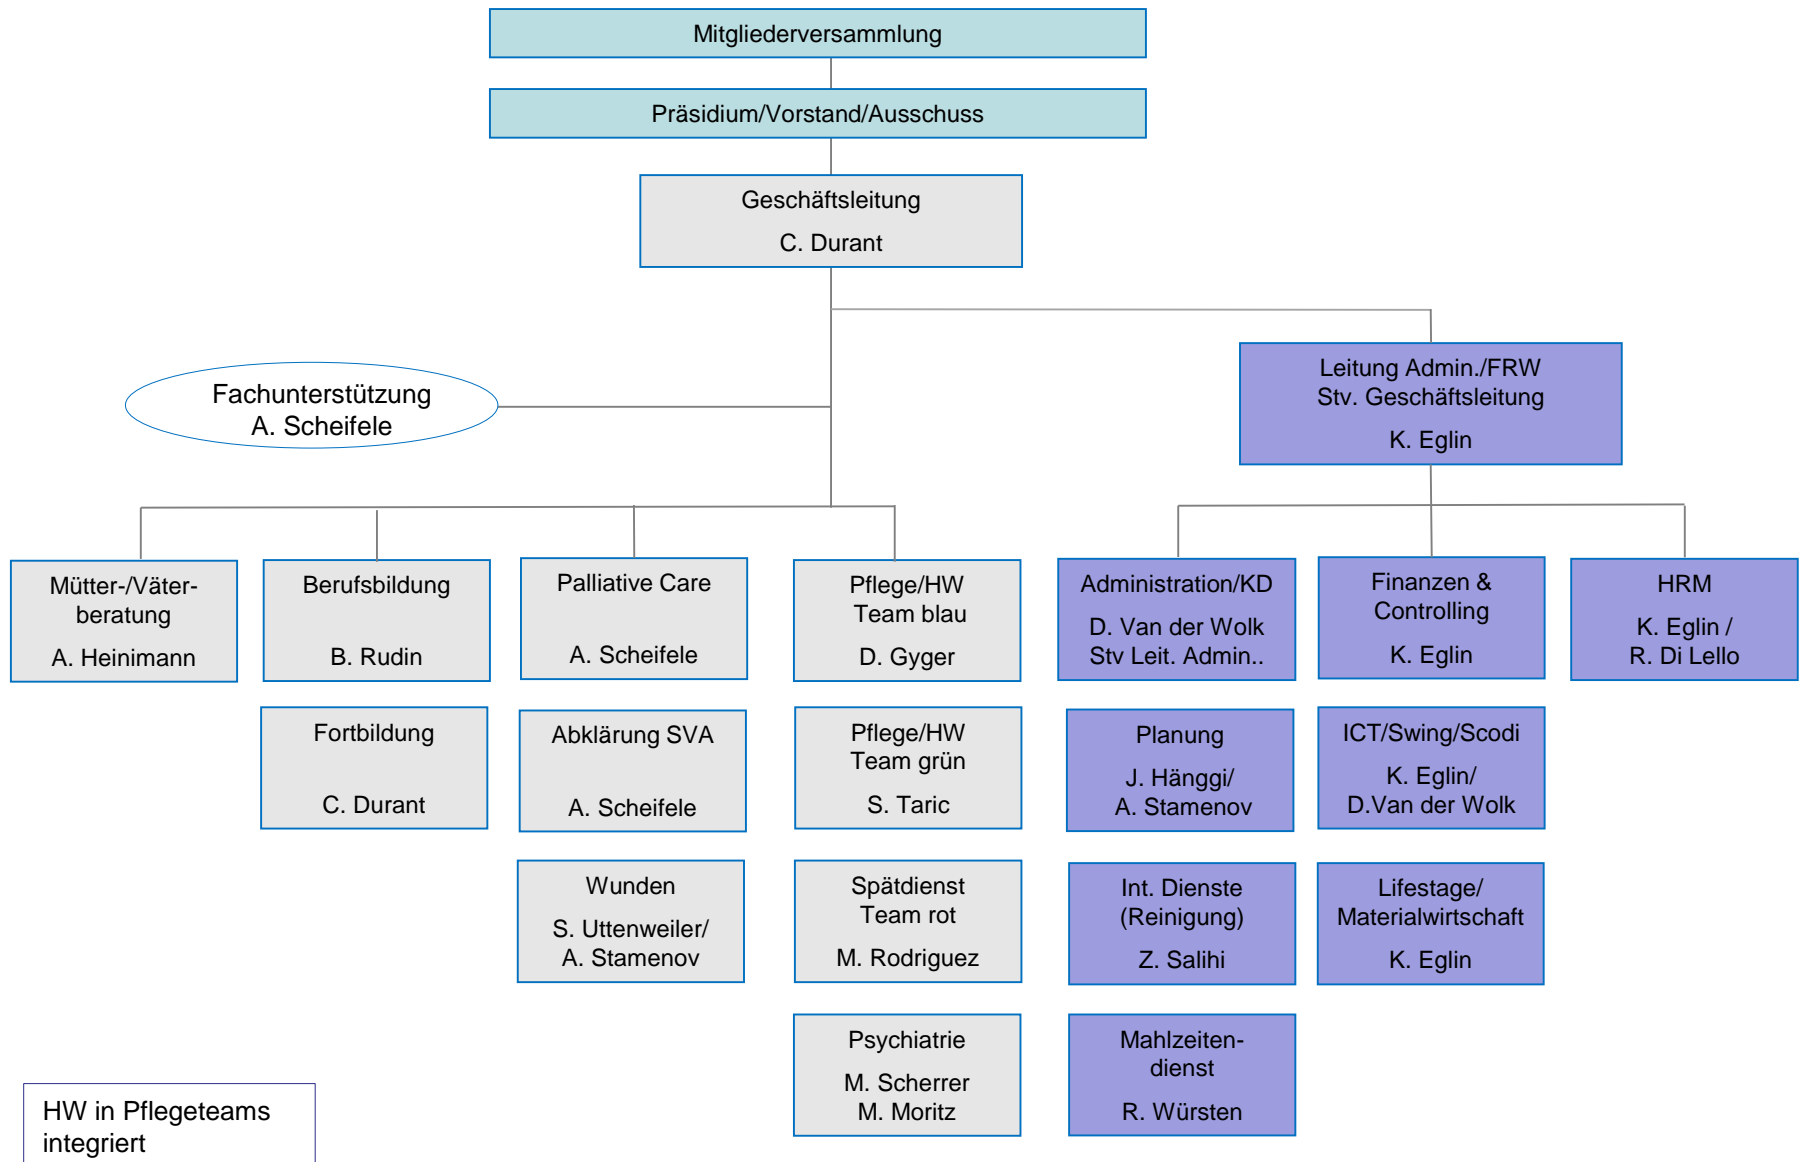 Mitgliederversammlung
Präsidium/Vorstand/Ausschuss
Geschäftsleitung
C. Durant
Fachunterstützung
A. Scheifele
Leitung Admin./FRW
Stv. Geschäftsleitung
K. Eglin
Mütter-/Väter-
beratung
A. Heinimann
Berufsbildung
B. Rudin
Palliative Care
A. Scheifele
Pflege/HW
Team blau
D. Gyger
Administration/KD
D. Van der Wolk
Stv Leit. Admin..
Finanzen &
Controlling
K. Eglin
HRM
K. Eglin /
R. Di Lello
Fortbildung
C. Durant
Abklärung SVA
A. Scheifele
Pflege/HW
Team grün
S. Taric
Planung
J. Hänggi/
A. Stamenov
ICT/Swing/Scodi
K. Eglin/
D.Van der Wolk
Wunden
S. Uttenweiler/
A. Stamenov
Spätdienst
Team rot
M. Rodriguez
Int. Dienste
(Reinigung)
Z. Salihi
Lifestage/
Materialwirtschaft
K. Eglin
Psychiatrie
M. Scherrer
M. Moritz
Mahlzeiten-
dienst
R. Würsten
HW in Pflegeteams
integriert